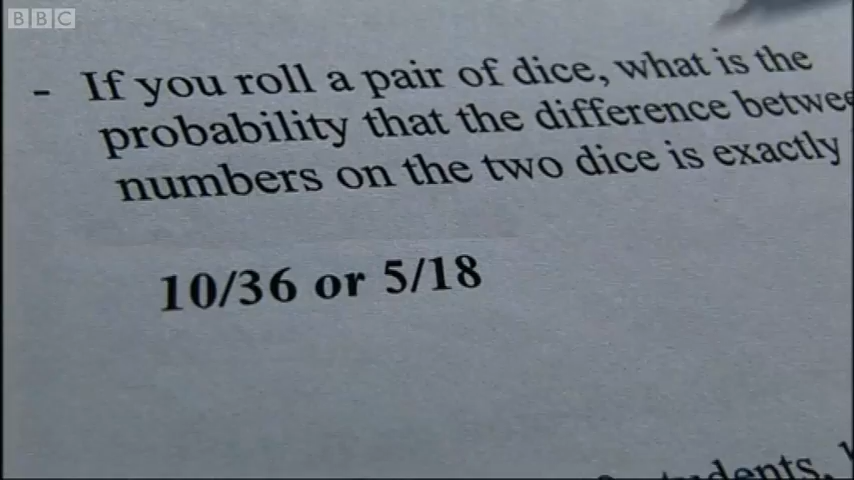 BBC
- If you roll a pair of dice, what is the
probability that the difference betwee
numbers on the two dice is exactly
10/36 or 5/18